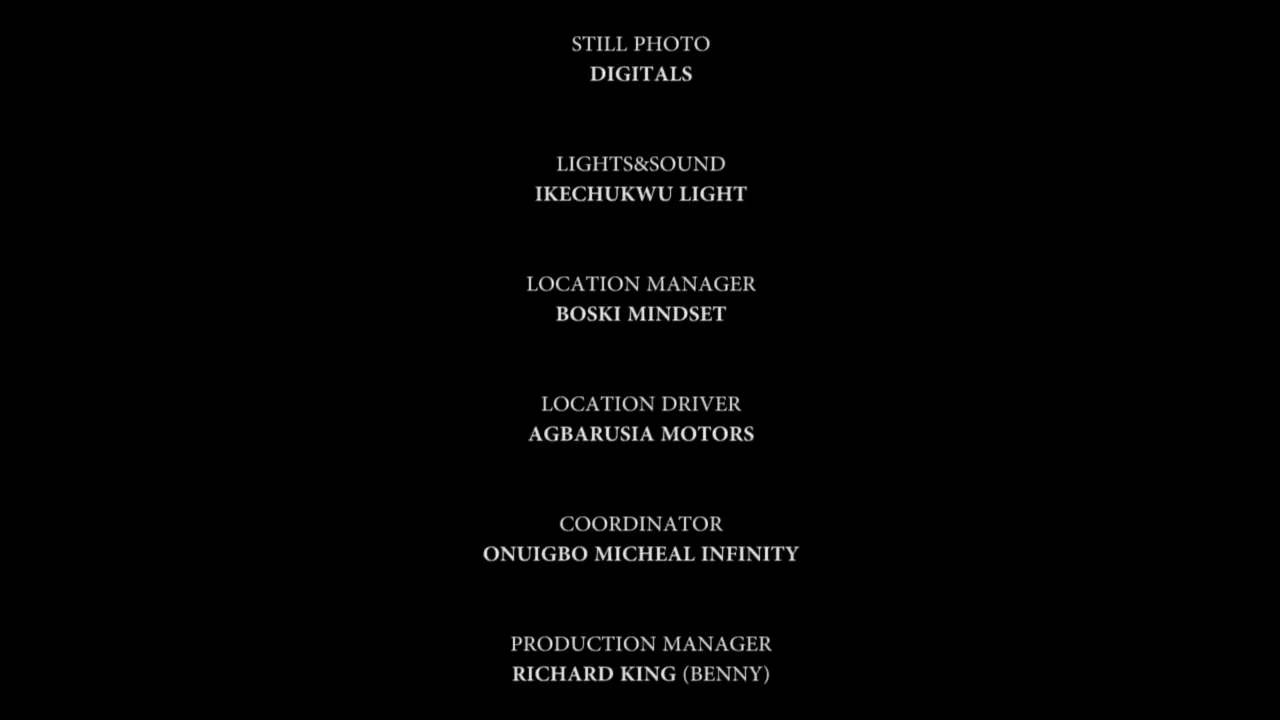 STILL PHOTO
DIGITALS
LIGHTS&SOUND
IKECHUKWU LIGHT
LOCATION MANAGER
BOSKI MINDSET
LOCATION DRIVER
AGBARUSIA MOTORS
COORDINATOR
ONUIGBO MICHEAL INFINITY
PRODUCTION MANAGER
RICHARD KING (BENNY)